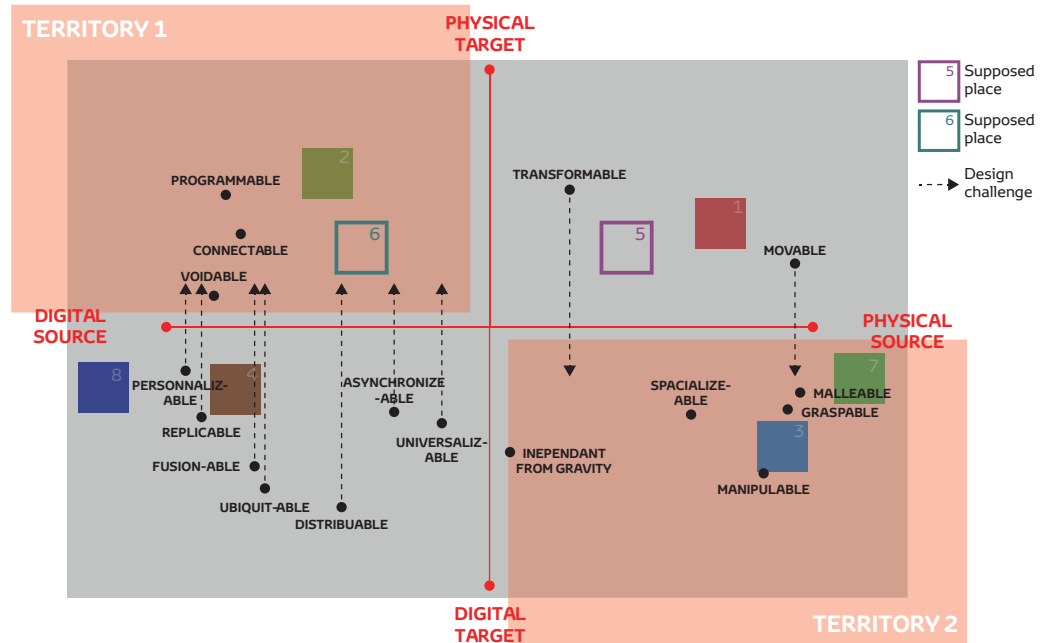 TERRITORY 1
PHYSICAL
TARGET
5
Supposed
place
6
Supposed
place
Design
challenge
2
PROGRAMMABLE
TRANSFORMABLE
1
6
5
CONNECTABLE
MOVABLE
VOIDABLE
DIGITAL
SOURCE
PHYSICAL
SOURCE
8
4
7
PERSONNALIZ-
ABLE
ASYNCHRONIZE
-ABLE
SPACIALIZE-
ABLE
MALLEABLE
GRASPABLE
REPLICABLE
3
UNIVERSALIZ-
ABLE
INEPENDANT
FROM GRAVITY
FUSION-ABLE
MANIPULABLE
UBIQUIT-ABLE
DISTRIBUABLE
DIGITAL
TARGET
TERRITORY 2